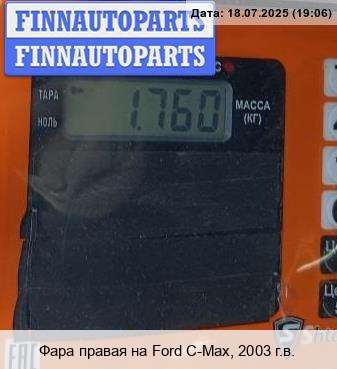 Дата: 18.07.2025 (19:06)
FINNAUTOPARTS
FINNAUTOPARTS
ТАРА
НОЛЬ
1.760
МАССА
(КГ)
Фара правая на Ford C-Max, 2003 г.в.